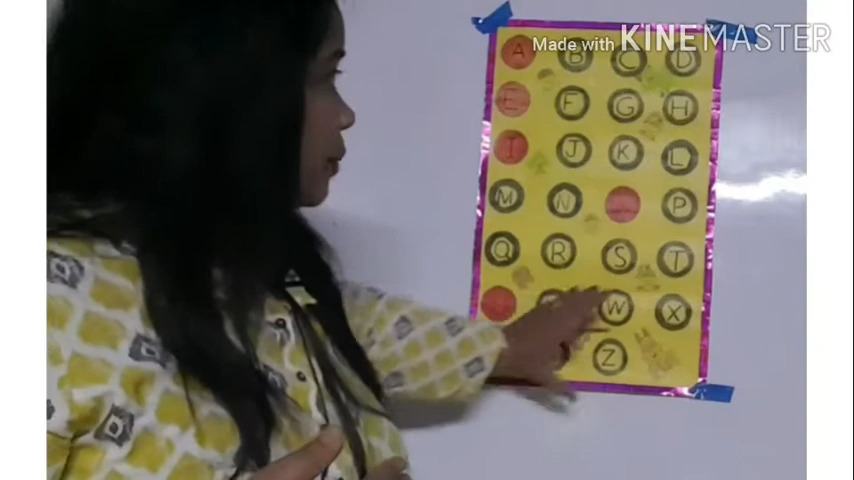 Made with KINEMASTER
A B C D
E F G H
I J K L
M N P
Q R S T
W X
Z